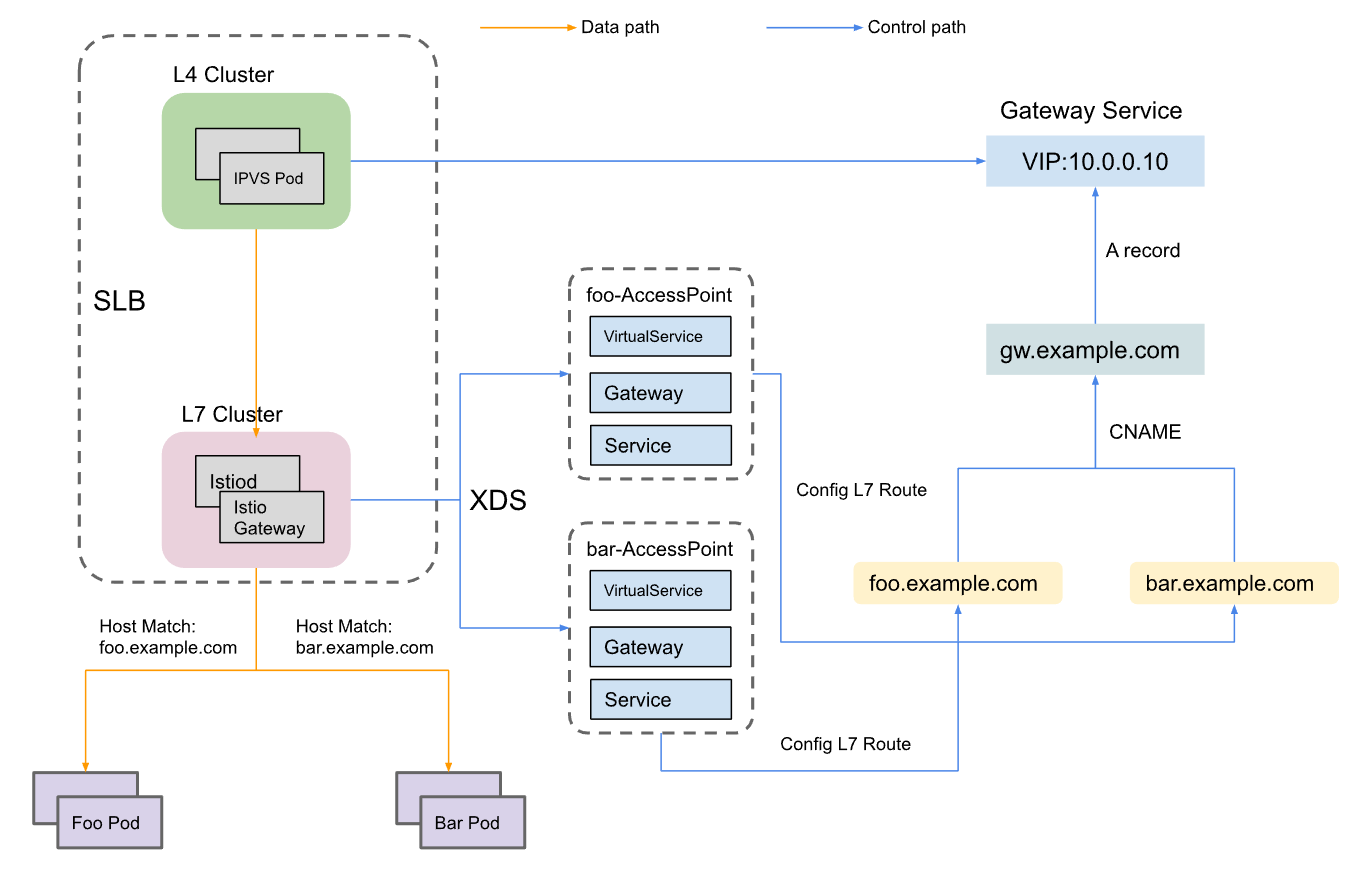 Data path
Control path
L4 Cluster
IPVS Pod
Gateway Service
VIP:10.0.0.10
A record
SLB
foo-AccessPoint
VirtualService
Gateway
Service
gw.example.com
CNAME
L7 Cluster
Istiod
Istio
Gateway
XDS
Config L7 Route
bar-AccessPoint
VirtualService
Gateway
Service
foo.example.com
bar.example.com
Host Match:
foo.example.com
Host Match:
bar.example.com
Config L7 Route
Foo Pod
Bar Pod